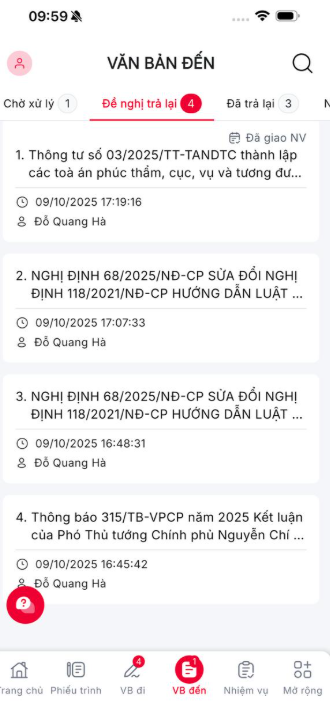 09:59
VĂN BẢN ĐẾN
Chờ xử lý 1 Đề nghị trả lại 4 Đã trả lại 3 N
Đã giao NV
1. Thông tư số 03/2025/TT-TANDTC thành lập
các toà án phúc thẩm, cục, vụ và tương đư...
09/10/2025 17:19:16
Đỗ Quang Hà
2. NGHỊ ĐỊNH 68/2025/NĐ-CP SỬA ĐỔI NGHỊ
ĐỊNH 118/2021/NĐ-CP HƯỚNG DẪN LUẬT ...
09/10/2025 17:07:33
Đỗ Quang Hà
3. NGHỊ ĐỊNH 68/2025/NĐ-CP SỬA ĐỔI NGHỊ
ĐỊNH 118/2021/NĐ-CP HƯỚNG DẪN LUẬT ...
09/10/2025 16:48:31
Đỗ Quang Hà
4. Thông báo 315/TB-VPCP năm 2025 Kết luận
của Phó Thủ tướng Chính phủ Nguyễn Chí ...
09/10/2025 16:45:42
Đỗ Quang Hà
4 1
Trang chủ Phiếu trình VB đi VB đến Nhiệm vụ Mở rộng